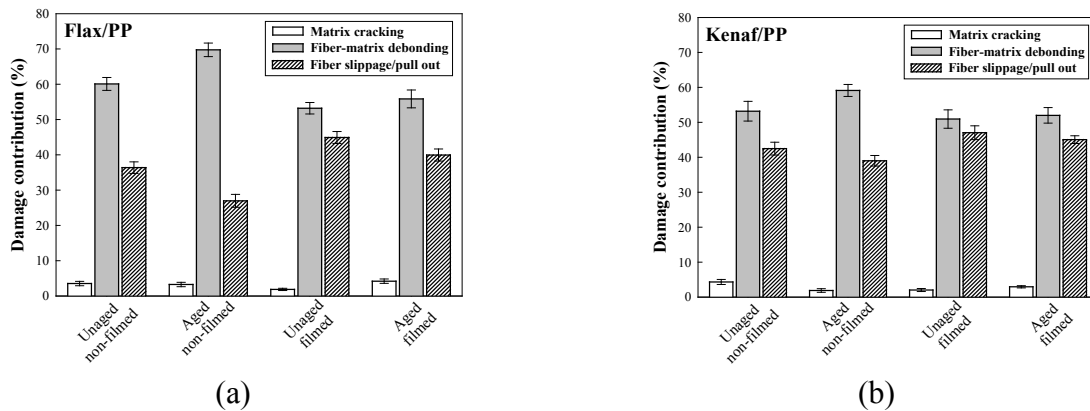 Flax/PP
Matrix cracking
Fiber-matrix debonding
Fiber slippage/pull out
Damage contribution (%)
80
70
60
50
40
30
20
10
0
Unaged
non-filmed
Aged
non-filmed
Unaged
filmed
Aged
filmed
(a)
Kenaf/PP
Matrix cracking
Fiber-matrix debonding
Fiber slippage/pull out
Damage contribution (%)
80
70
60
50
40
30
20
10
0
Unaged
non-filmed
Aged
non-filmed
Unaged
filmed
Aged
filmed
(b)